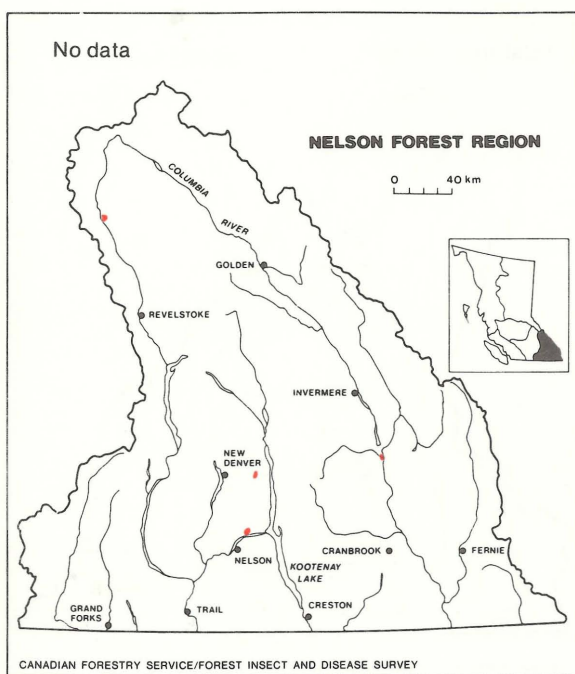 No data
NELSON FOREST REGION
0 40 km
COLUMBIA
RIVER
GOLDEN
REVELSTOKE
INVERMERE
NEW
DENVER
NELSON
KOOTENAY
LAKE
CRANBROOK
FERNIE
GRAND
FORKS
TRAIL
CRESTON
CANADIAN FORESTRY SERVICE/FOREST INSECT AND DISEASE SURVEY